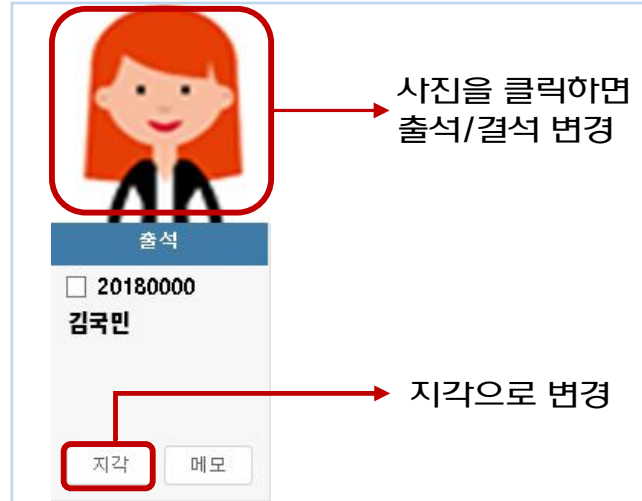 사진을 클릭하면
출석/결석 변경
출석
20180000
김국민
지각으로 변경
지각
메모